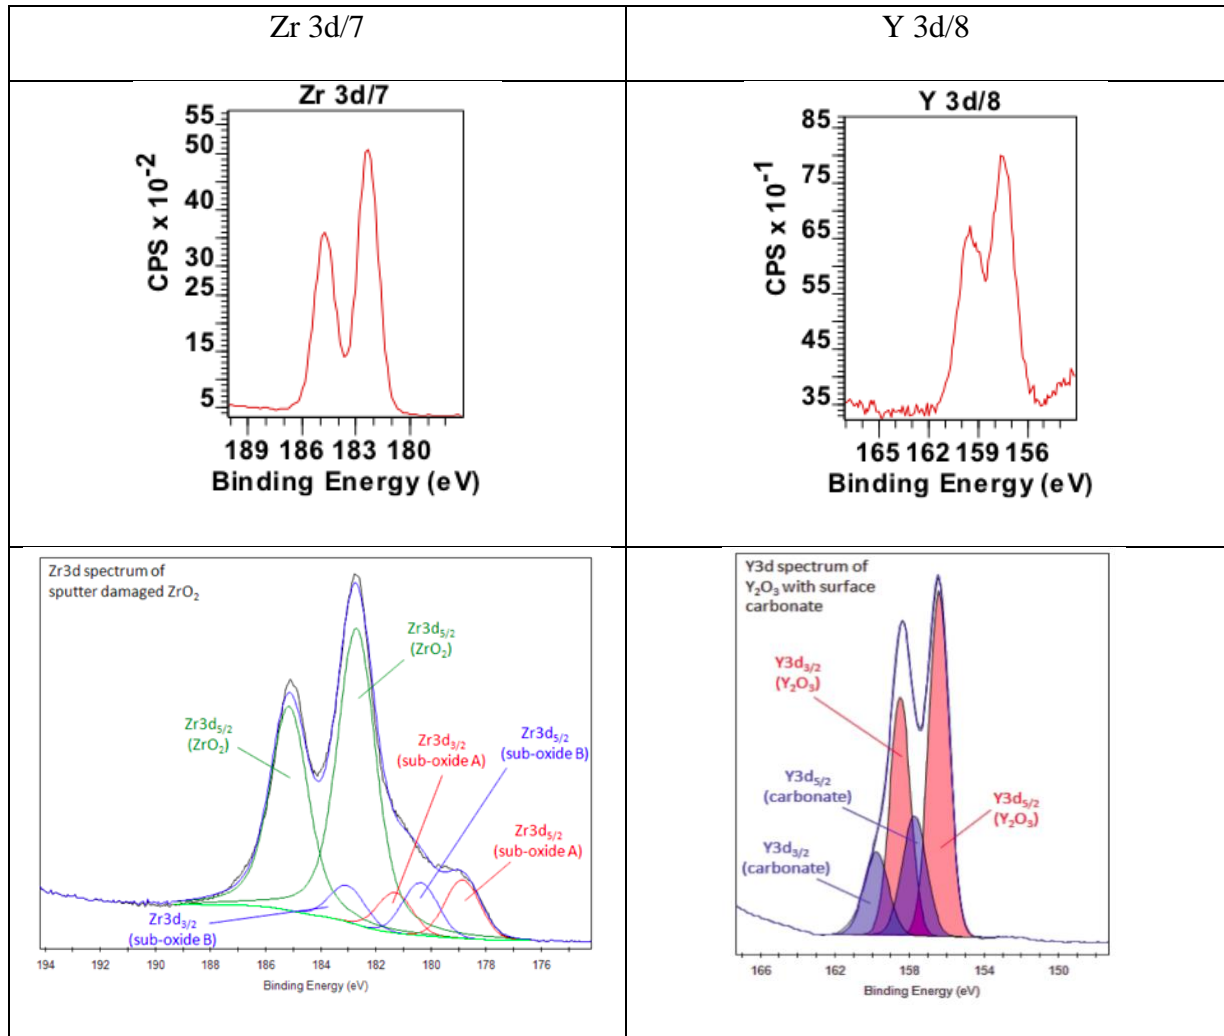 Zr 3d/7
Y 3d/8
Zr 3d/7
55
50
40
30
25
15
5
CPS x 10-2
189 186 183 180
Binding Energy (eV)
Y 3d/8
85
75
65
55
45
35
CPS x 10-1
165 162 159 156
Binding Energy (eV)
Zr3d spectrum of
sputter damaged ZrO2
Zr3d5/2
(ZrO2)
Zr3d5/2
(ZrO2)
Zr3d3/2
(sub-oxide A)
Zr3d5/2
(sub-oxide B)
Zr3d5/2
(sub-oxide A)
Zr3d3/2
(sub-oxide B)
194 192 190 188 186 184 182 180 178 176
Binding Energy (eV)
Y3d spectrum of
Y2O3 with surface
carbonate
Y3d3/2
(Y2O3)
Y3d5/2
(carbonate)
Y3d5/2
(Y2O3)
Y3d3/2
(carbonate)
166 162 158 154 150
Binding Energy (eV)